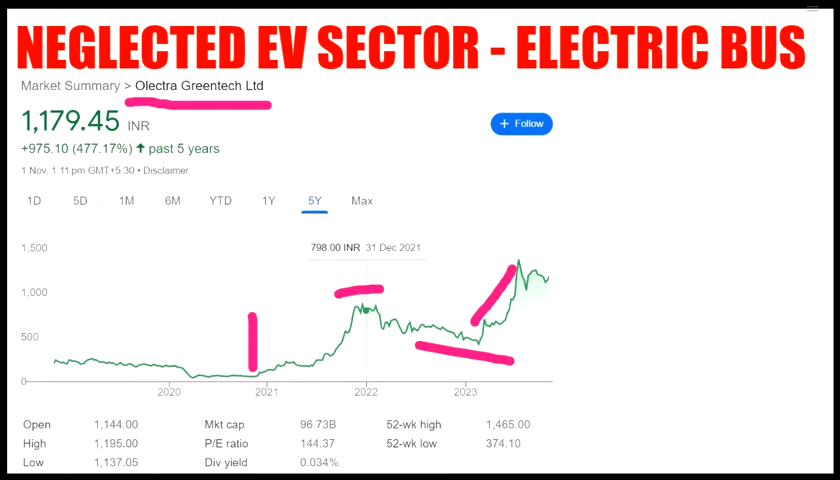 NEGLECTED EV SECTOR - ELECTRIC BUS
Market Summary > Olectra Greentech Ltd
1,179.45 INR
+ Follow
+975.10 (477.17%) ↑ past 5 years
1 Nov, 1:11 pm GMT+5:30 • Disclaimer
1D 5D 1M 6M YTD 1Y 5Y Max
798.00 INR 31 Dec 2021
1,500
1,000
500
0
2020 2021 2022 2023
Open 1,144.00 Mkt cap 96.73B 52-wk high 1,465.00
High 1,195.00 P/E ratio 144.37 52-wk low 374.10
Low 1,137.05 Div yield 0.034%